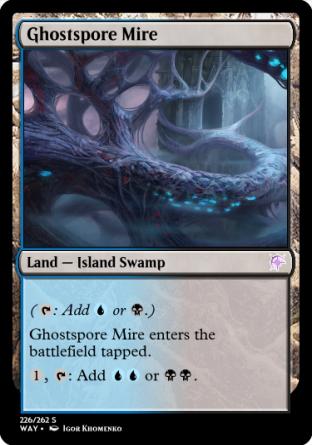 Ghostspore Mire
Land — Island Swamp
( : Add or .)
Ghostspore Mire enters the
battlefield tapped.
1 , : Add or .
226/262 S
WAY • Igor Khomenko